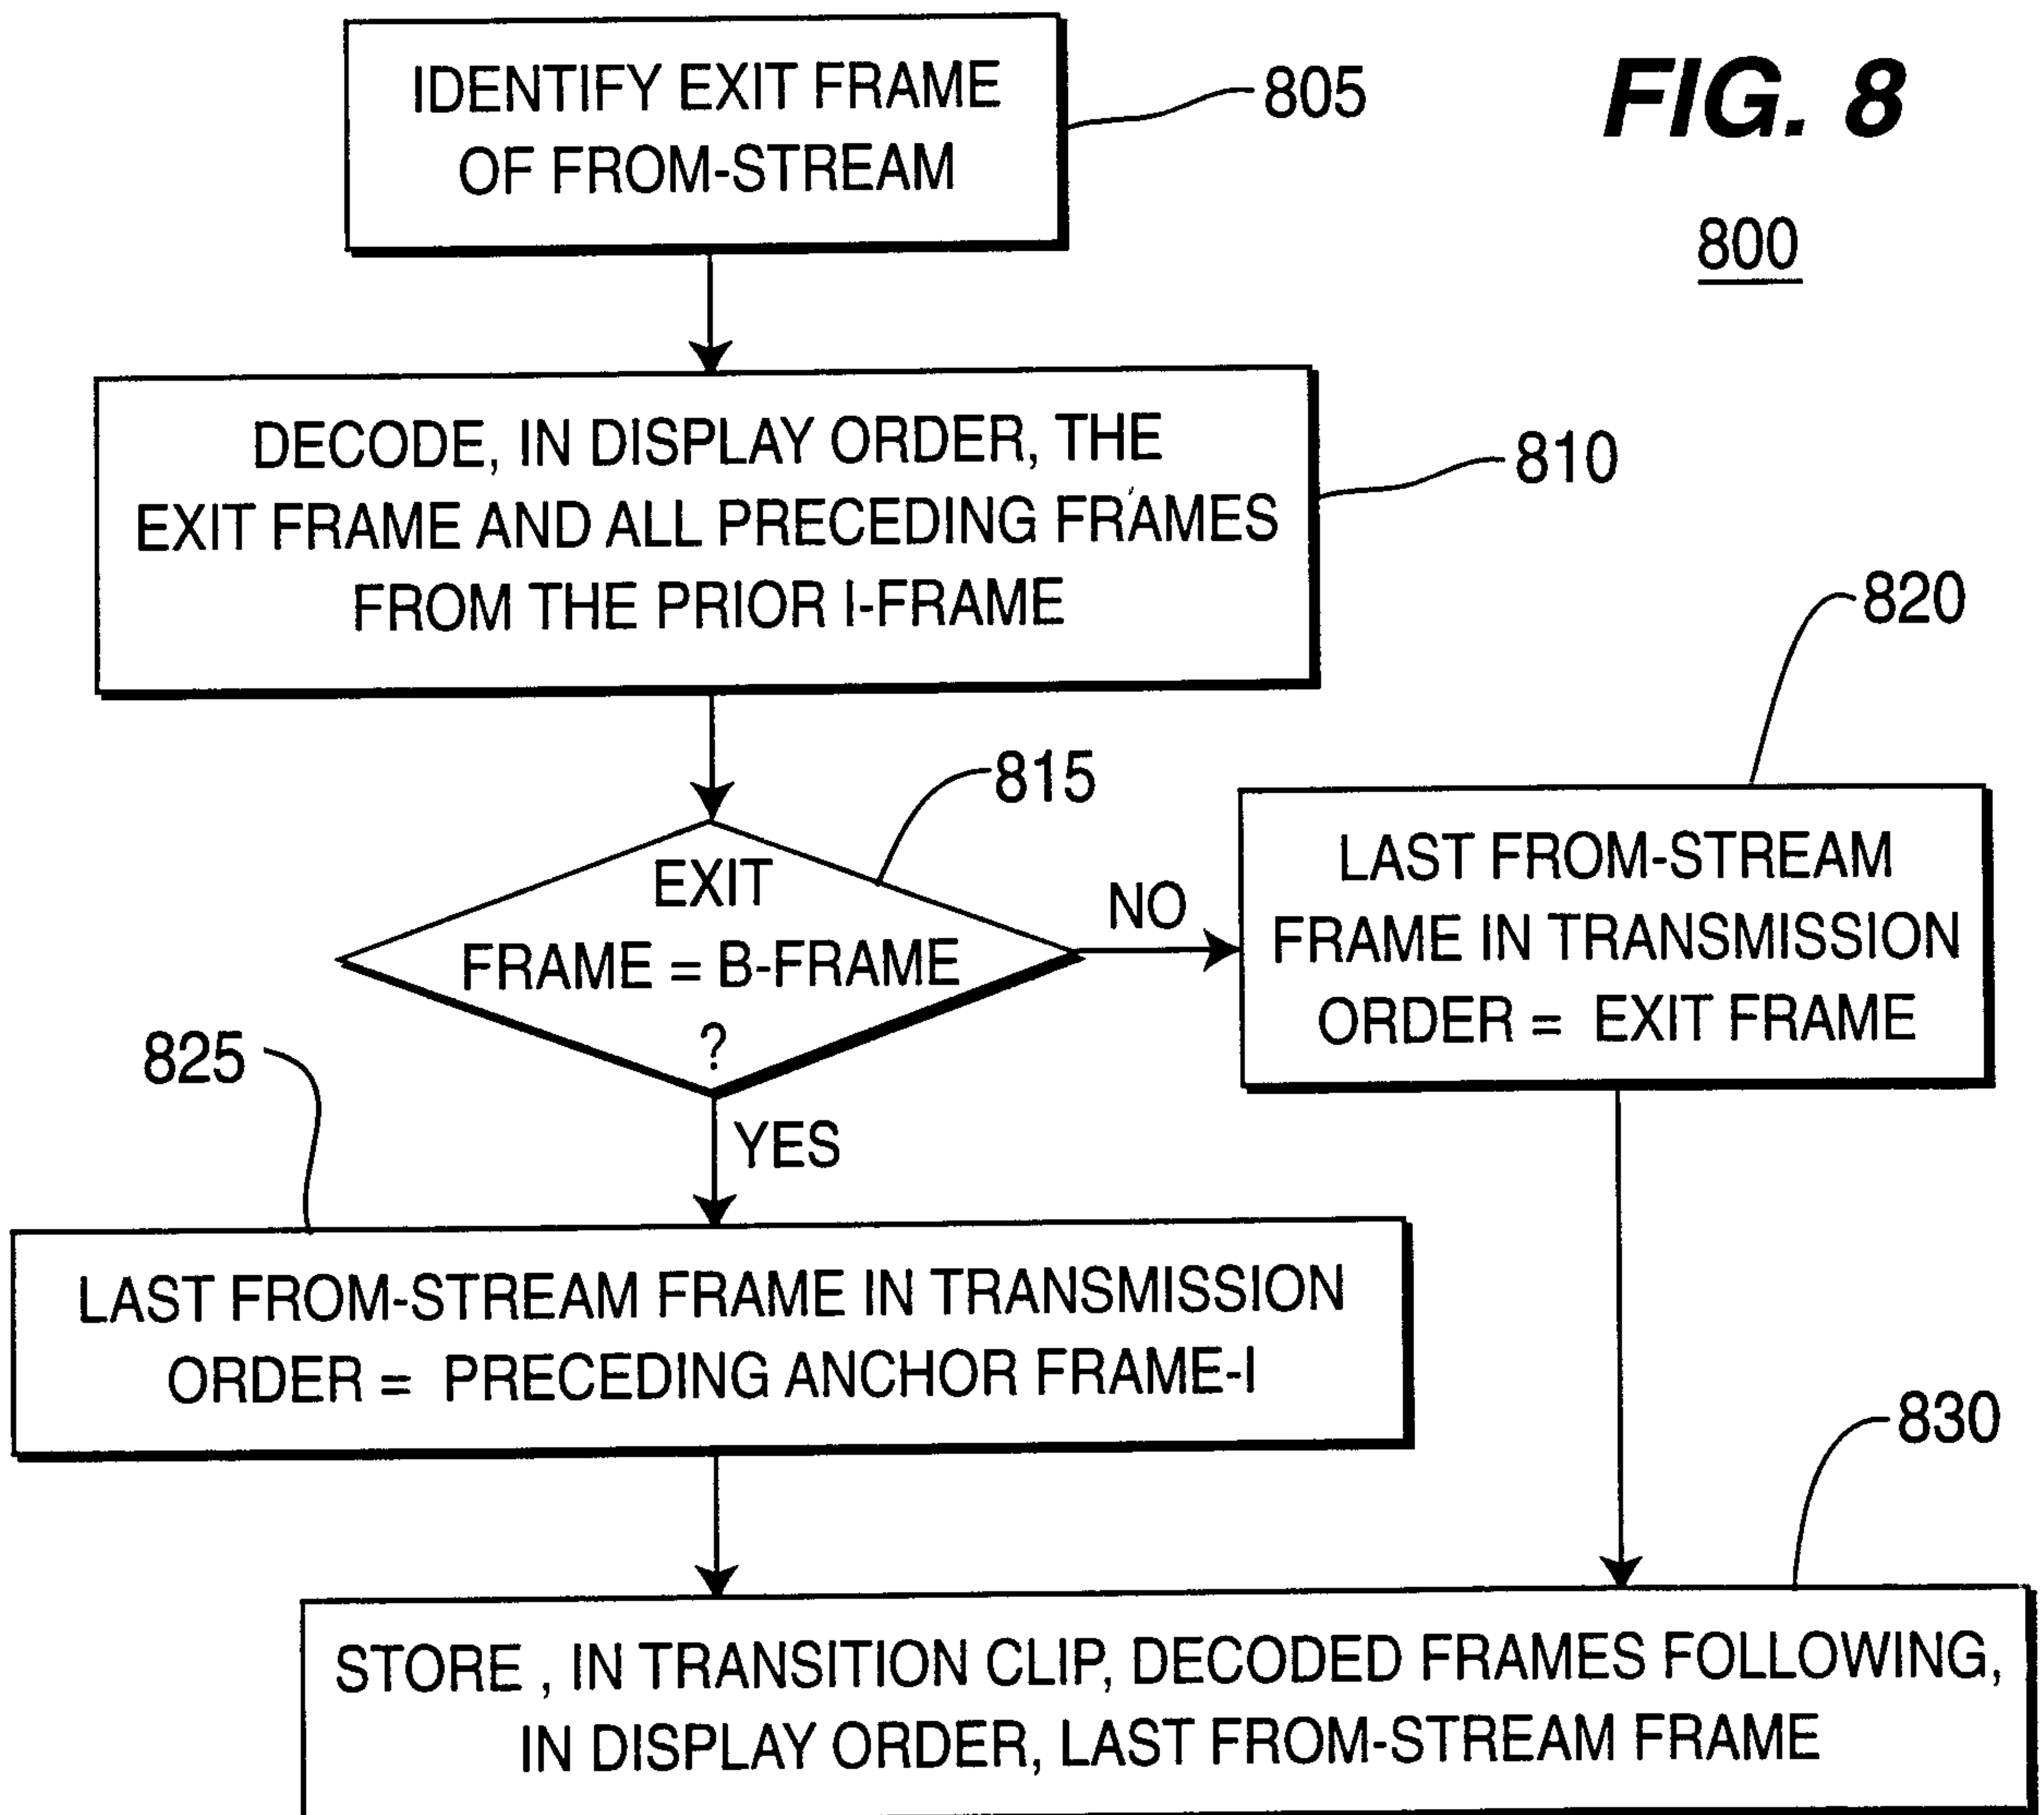 FIG. 8
800
IDENTIFY EXIT FRAME
OF FROM-STREAM
805
DECODE, IN DISPLAY ORDER, THE
EXIT FRAME AND ALL PRECEDING FRAMES
FROM THE PRIOR I-FRAME
810
EXIT
FRAME = B-FRAME
?
815
NO
YES
LAST FROM-STREAM
FRAME IN TRANSMISSION
ORDER = EXIT FRAME
820
825
LAST FROM-STREAM FRAME IN TRANSMISSION
ORDER = PRECEDING ANCHOR FRAME-I
830
STORE , IN TRANSITION CLIP, DECODED FRAMES FOLLOWING,
IN DISPLAY ORDER, LAST FROM-STREAM FRAME